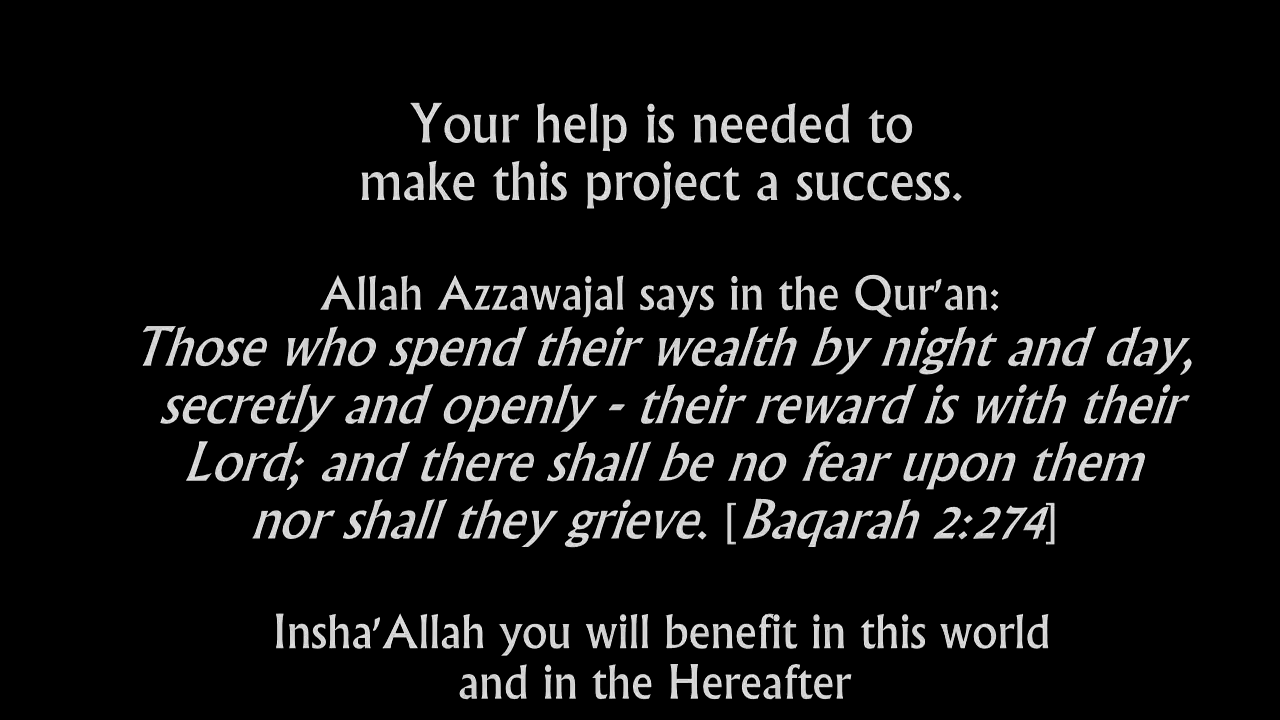 Your help is needed to
make this project a success.
Allah Azzawajal says in the Qur'an:
Those who spend their wealth by night and day,
secretly and openly - their reward is with their
Lord; and there shall be no fear upon them
nor shall they grieve. [Baqarah 2:274]
Insha'Allah you will benefit in this world
and in the Hereafter